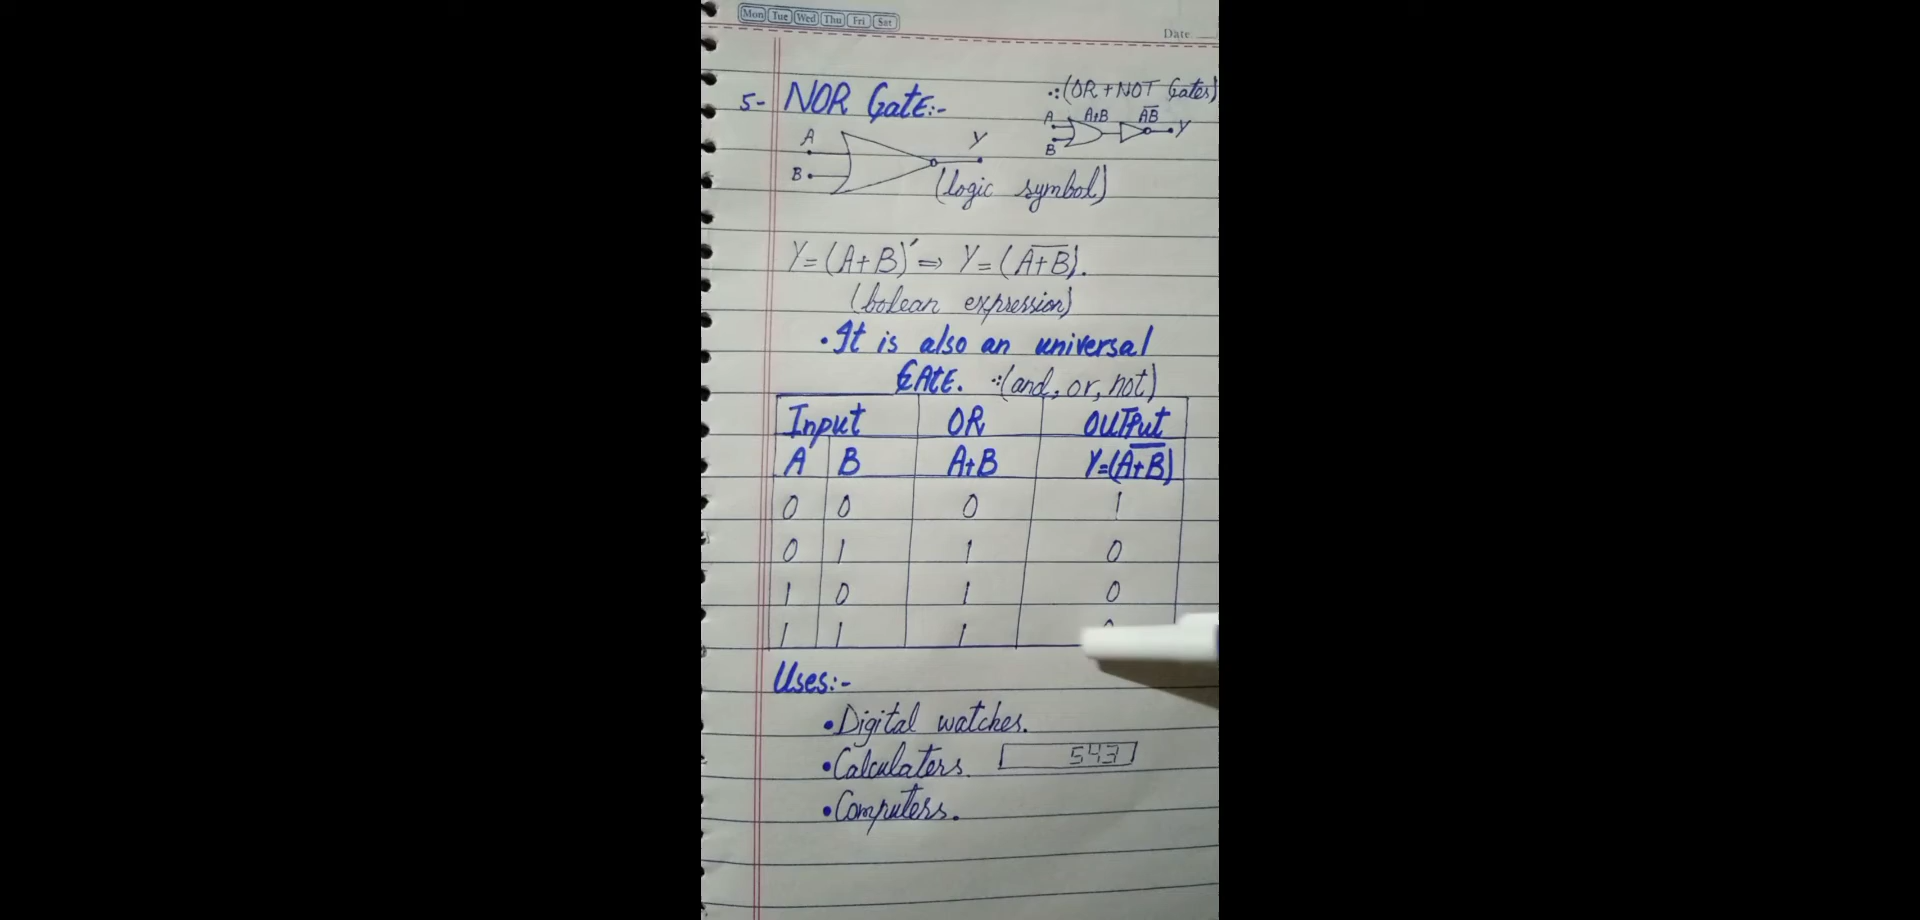 Mon Tue Wed Thu Fri Sat
Date
5- NOR GatE:-
∴(OR + NOT Gates)
A A+B A̅B̅ Y
B
A Y
B
(logic symbol)
Y=(A+B)' ⇒ Y=(A̅+̅B̅).
(bolean expression)
•It is also an universal
GAtE. ∴(and, or, not)
Input OR OUTPut
A B A+B Y=(A̅+̅B̅)
0 0 0 1
0 1 1 0
1 0 1 0
1 1 1
Uses:-
•Digital watches.
•Calculaters. 543
•Computers.